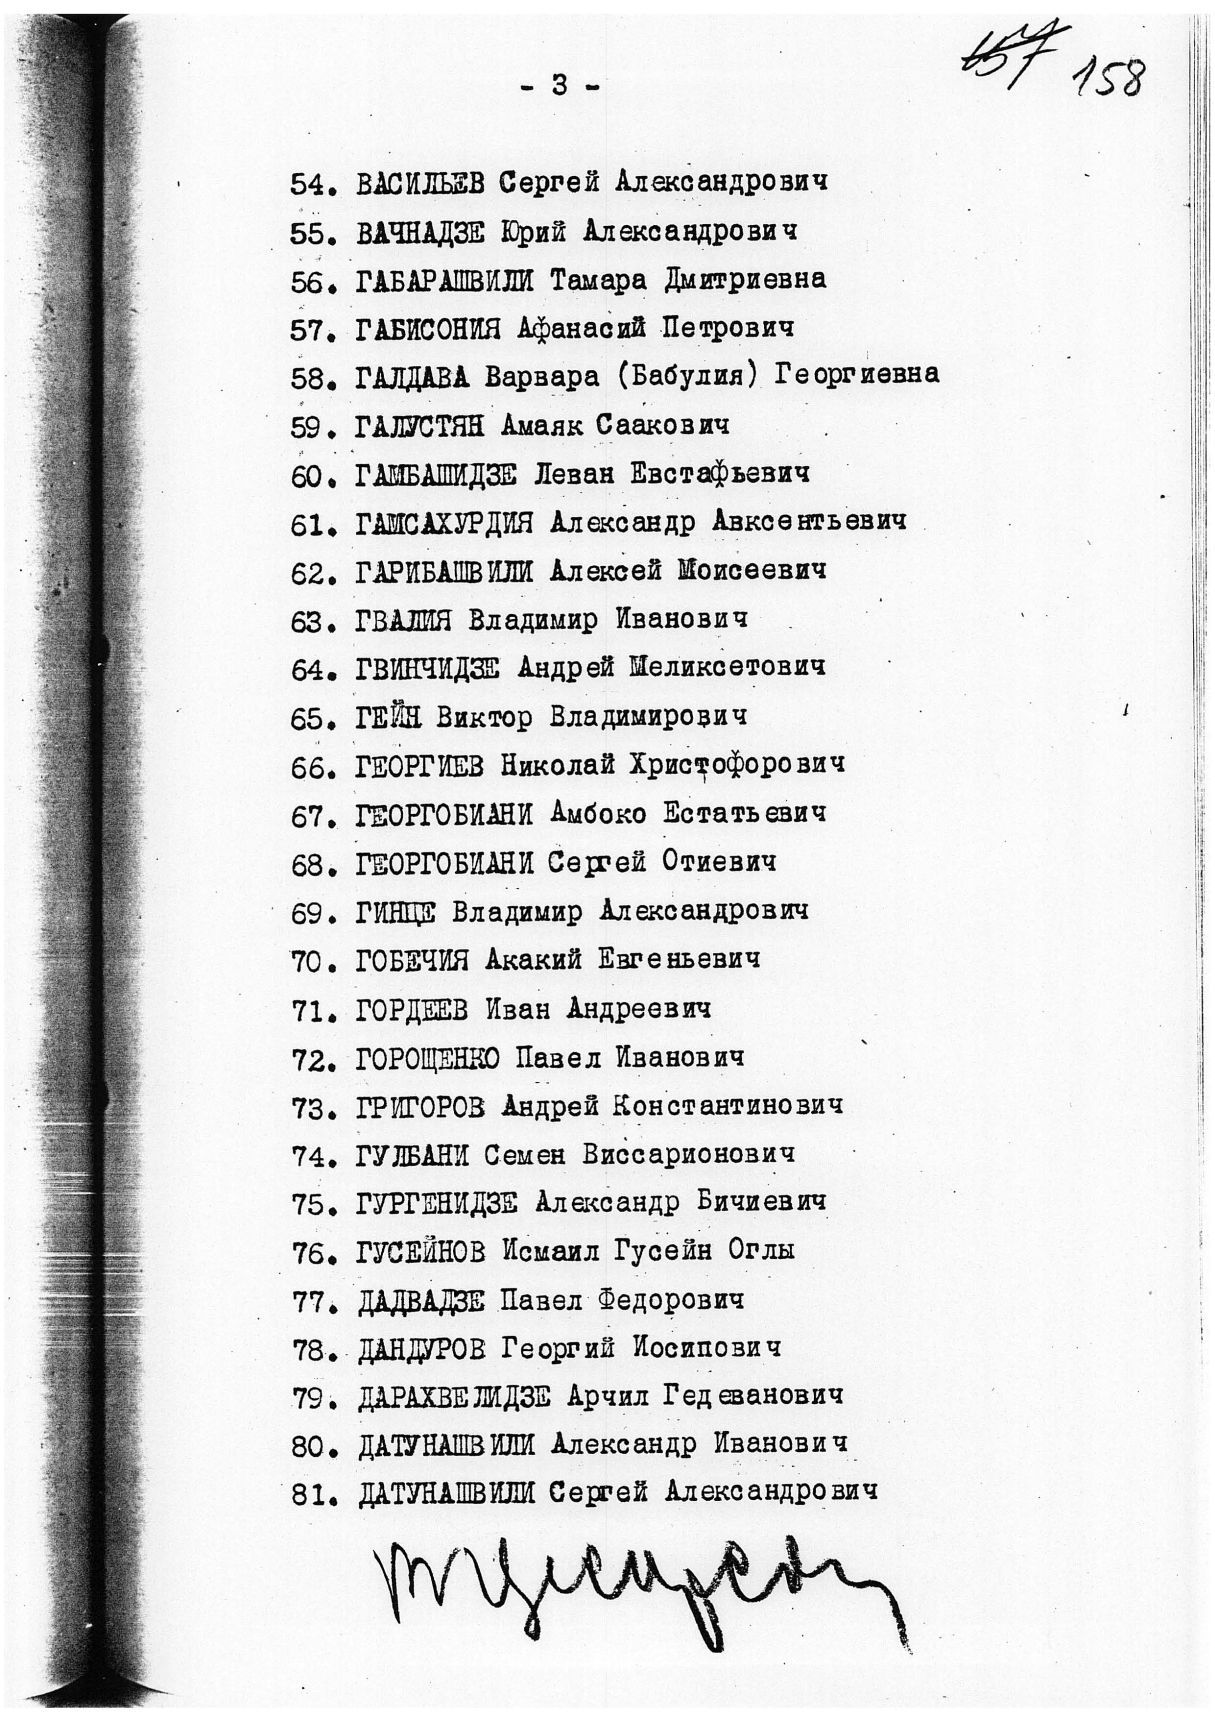 157 158
- 3 -
54. ВАСИЛЬЕВ Сергей Александрович
55. ВАЧНАДЗЕ Юрий Александрович
56. ГАБАРАШВИЛИ Тамара Дмитриевна
57. ГАБИСОНИЯ Афанасий Петрович
58. ГАЛДАВА Варвара (Бабулия) Георгиевна
59. ГАЛУСТЯН Амаяк Саакович
60. ГАМБАШИДЗЕ Леван Евстафьевич
61. ГАМСАХУРДИЯ Александр Авксентьевич
62. ГАРИБАШВИЛИ Алексей Моисеевич
63. ГВАЛИЯ Владимир Иванович
64. ГВИНЧИДЗЕ Андрей Меликсетович
65. ГЕЙН Виктор Владимирович
66. ГЕОРГИЕВ Николай Христофорович
67. ГЕОРГОБИАНИ Амбоко Естатьевич
68. ГЕОРГОБИАНИ Сергей Отиевич
69. ГИНЦЕ Владимир Александрович
70. ГОБЕЧИЯ Акакий Евгеньевич
71. ГОРДЕЕВ Иван Андреевич
72. ГОРОЩЕНКО Павел Иванович
73. ГРИГОРОВ Андрей Константинович
74. ГУЛБАНИ Семен Виссарионович
75. ГУРГЕНИДЗЕ Александр Бичиевич
76. ГУСЕЙНОВ Исмаил Гусейн Оглы
77. ДАДВАДЗЕ Павел Федорович
78. ДАНДУРОВ Георгий Иосипович
79. ДАРАХВЕЛИДЗЕ Арчил Гедеванович
80. ДАТУНАШВИЛИ Александр Иванович
81. ДАТУНАШВИЛИ Сергей Александрович